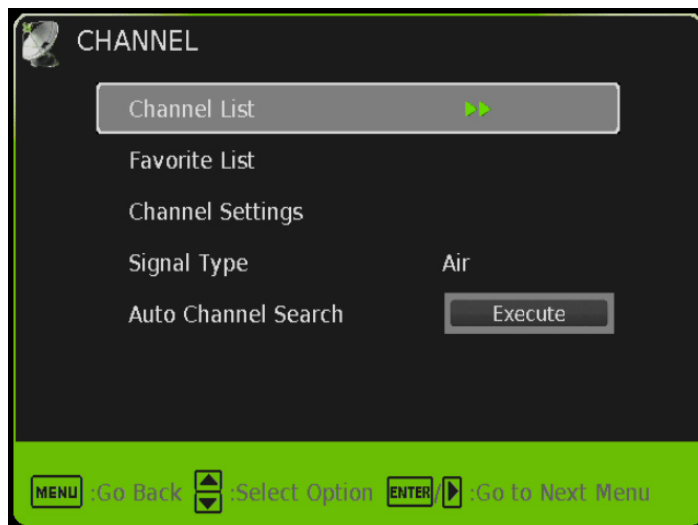 CHANNEL
Channel List
Favorite List
Channel Settings
Signal Type Air
Auto Channel Search Execute
MENU :Go Back :Select Option ENTER/ :Go to Next Menu